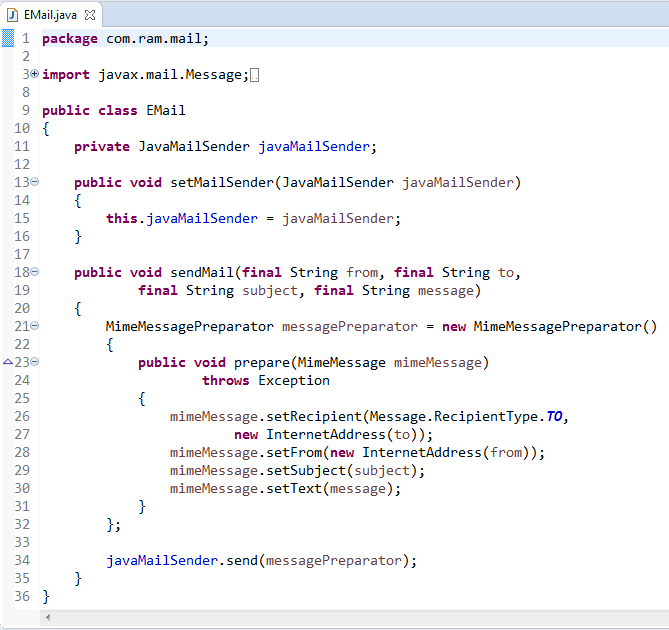 EMail.java
1 package com.ram.mail;
2
3 import javax.mail.Message;
8
9 public class EMail
10 {
11     private JavaMailSender javaMailSender;
12
13     public void setMailSender(JavaMailSender javaMailSender)
14     {
15         this.javaMailSender = javaMailSender;
16     }
17
18     public void sendMail(final String from, final String to,
19             final String subject, final String message)
20     {
21         MimeMessagePreparator messagePreparator = new MimeMessagePreparator()
22         {
23             public void prepare(MimeMessage mimeMessage)
24                     throws Exception
25             {
26                 mimeMessage.setRecipient(Message.RecipientType.TO,
27                         new InternetAddress(to));
28                 mimeMessage.setFrom(new InternetAddress(from));
29                 mimeMessage.setSubject(subject);
30                 mimeMessage.setText(message);
31             }
32         };
33
34         javaMailSender.send(messagePreparator);
35     }
36 }